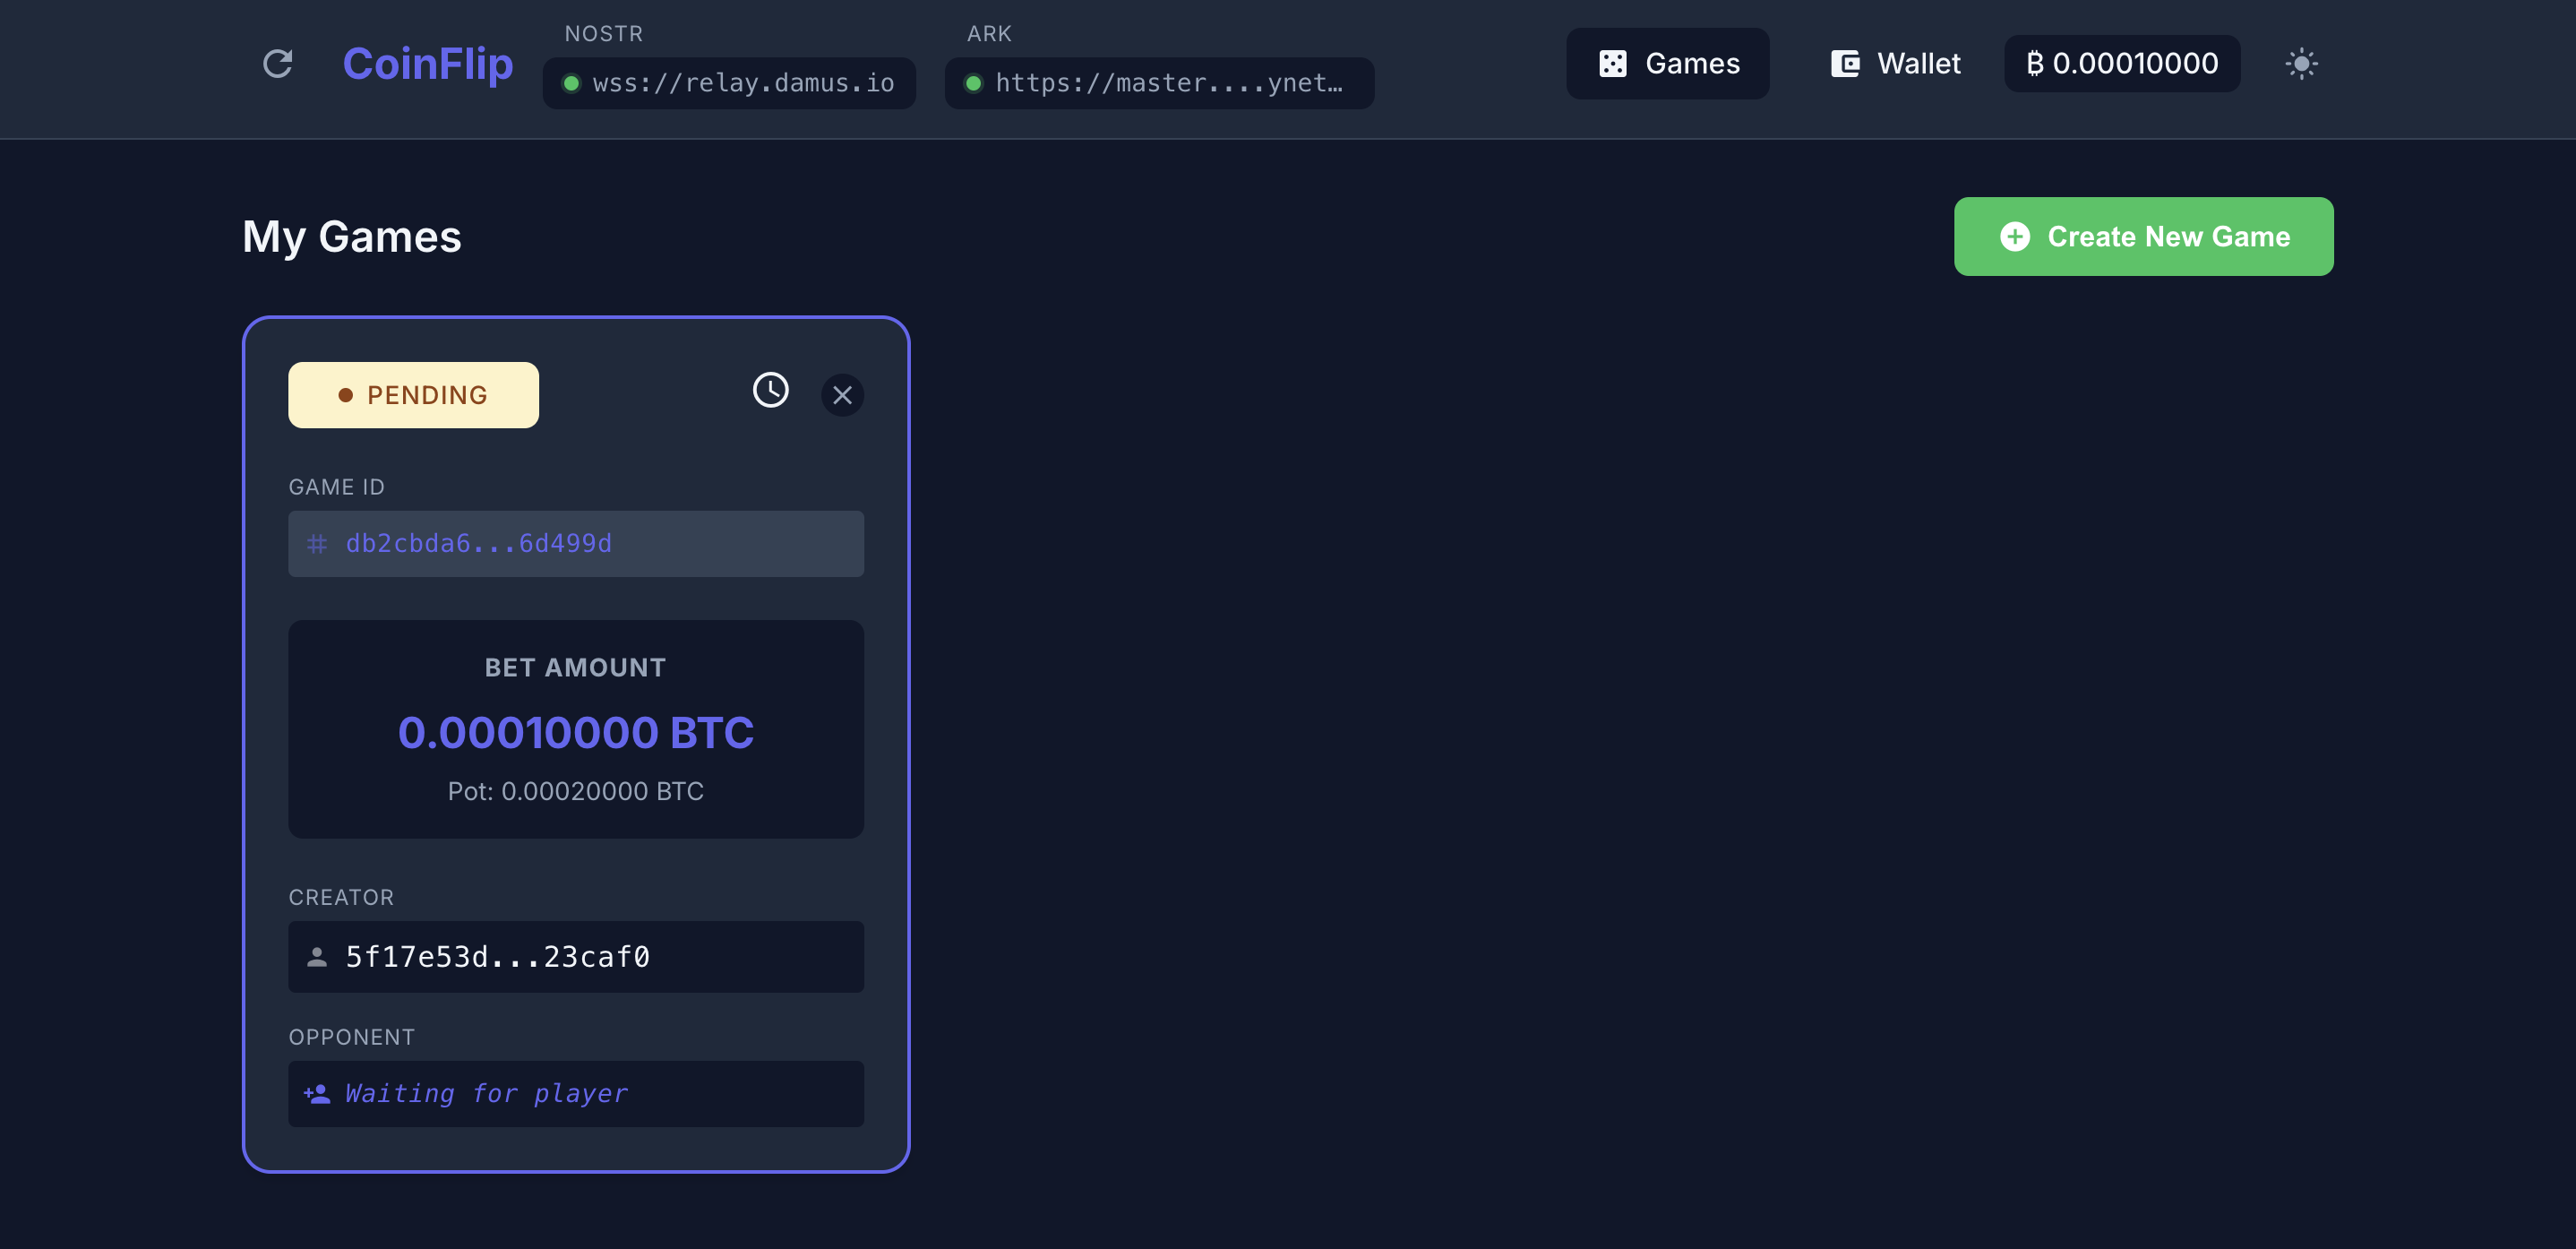 CoinFlip
NOSTR
wss://relay.damus.io
ARK
https://master....ynet…
Games
Wallet
₿ 0.00010000
My Games
Create New Game
PENDING
GAME ID
# db2cbda6...6d499d
BET AMOUNT
0.00010000 BTC
Pot: 0.00020000 BTC
CREATOR
5f17e53d...23caf0
OPPONENT
Waiting for player